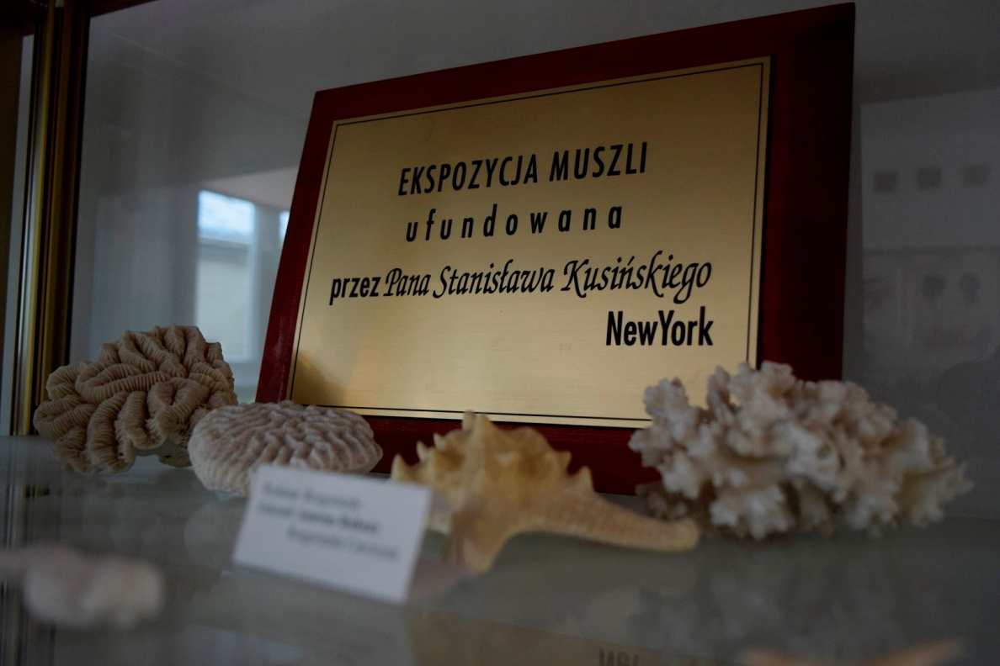 EKSPOZYCJA MUSZLI
ufundowana
przez Pana Stanisława Kusińskiego
NewYork